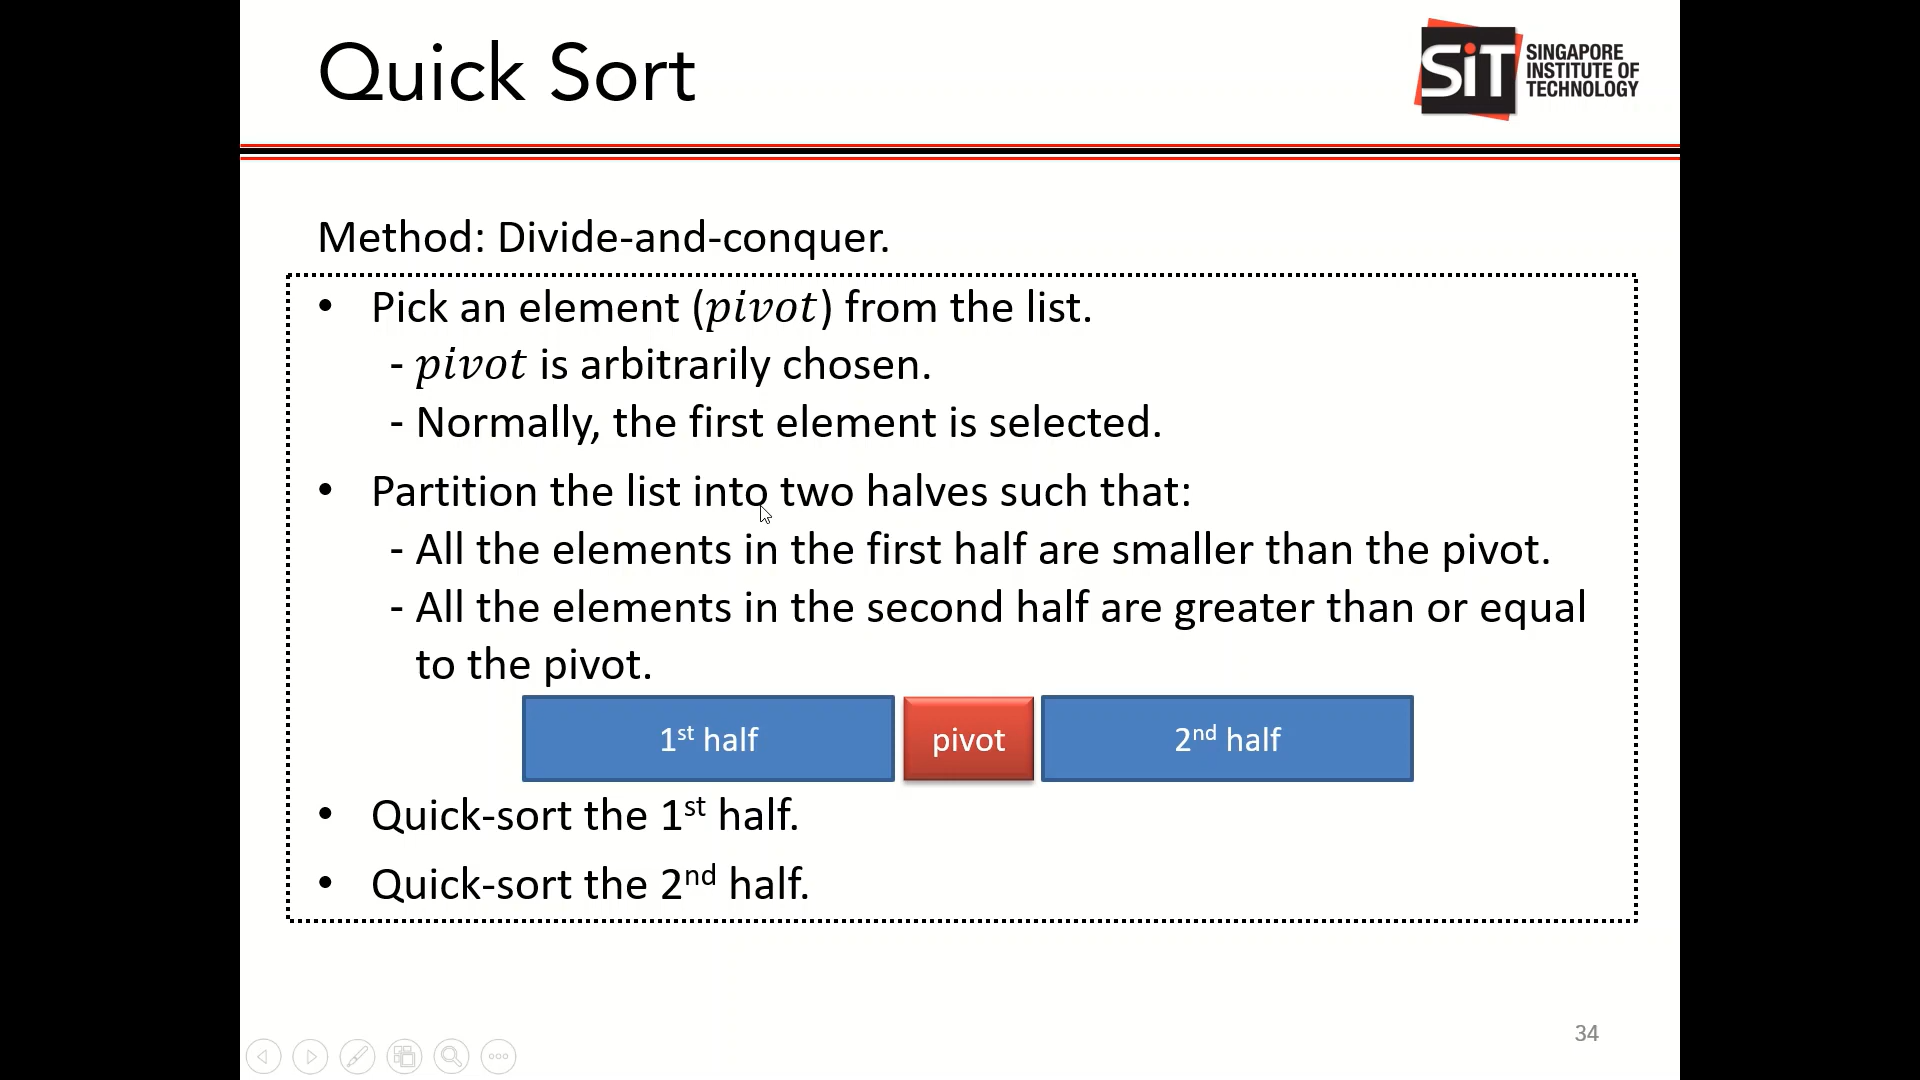 Quick Sort
SiT
SINGAPORE
INSTITUTE OF
TECHNOLOGY
Method: Divide-and-conquer.
• Pick an element (pivot) from the list.
- pivot is arbitrarily chosen.
- Normally, the first element is selected.
• Partition the list into two halves such that:
- All the elements in the first half are smaller than the pivot.
- All the elements in the second half are greater than or equal
to the pivot.
1st half pivot 2nd half
• Quick-sort the 1st half.
• Quick-sort the 2nd half.
34